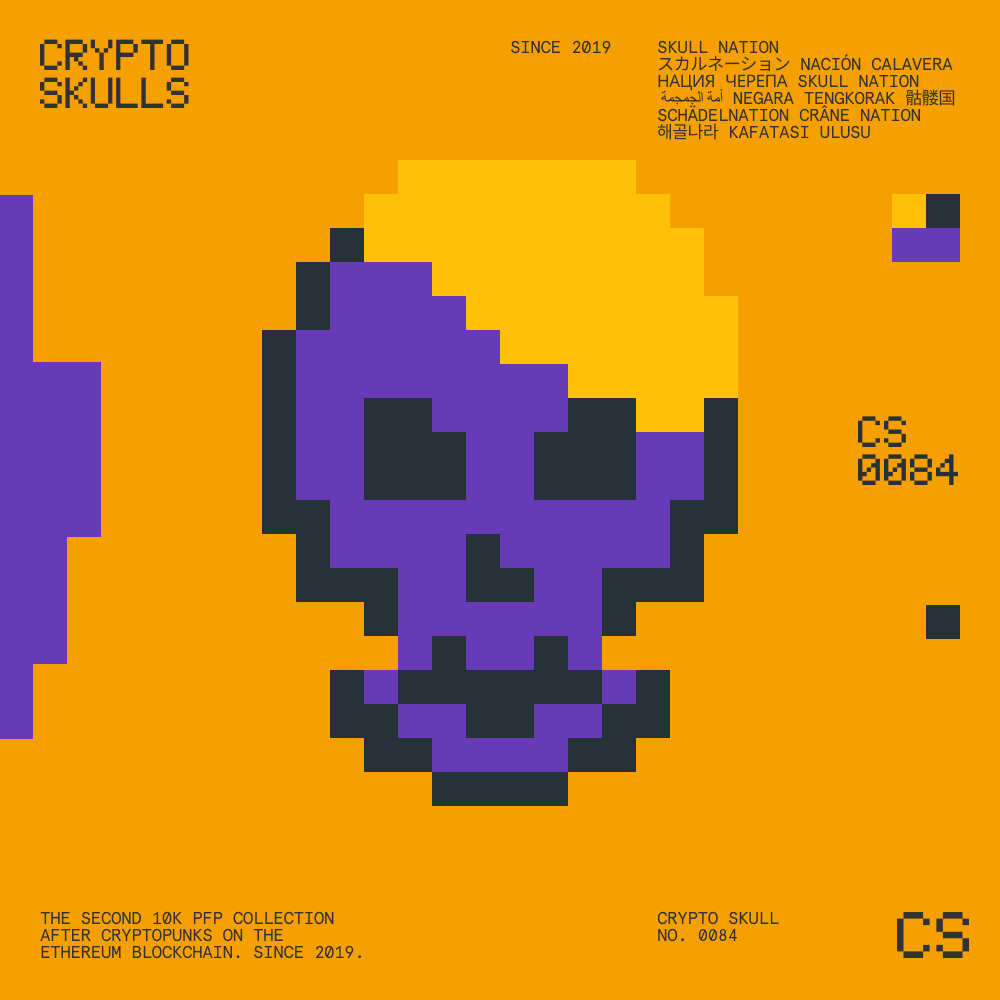 CRYPTO
SKULLS
SINCE 2019
SKULL NATION
スカルネーション NACIÓN CALAVERA
НАЦИЯ ЧЕРЕПА SKULL NATION
أمة الجمجمة NEGARA TENGKORAK 骷髅国
SCHÄDELNATION CRÂNE NATION
해골나라 KAFATASI ULUSU
CS
0084
THE SECOND 10K PFP COLLECTION
AFTER CRYPTOPUNKS ON THE
ETHEREUM BLOCKCHAIN. SINCE 2019.
CRYPTO SKULL
NO. 0084
CS